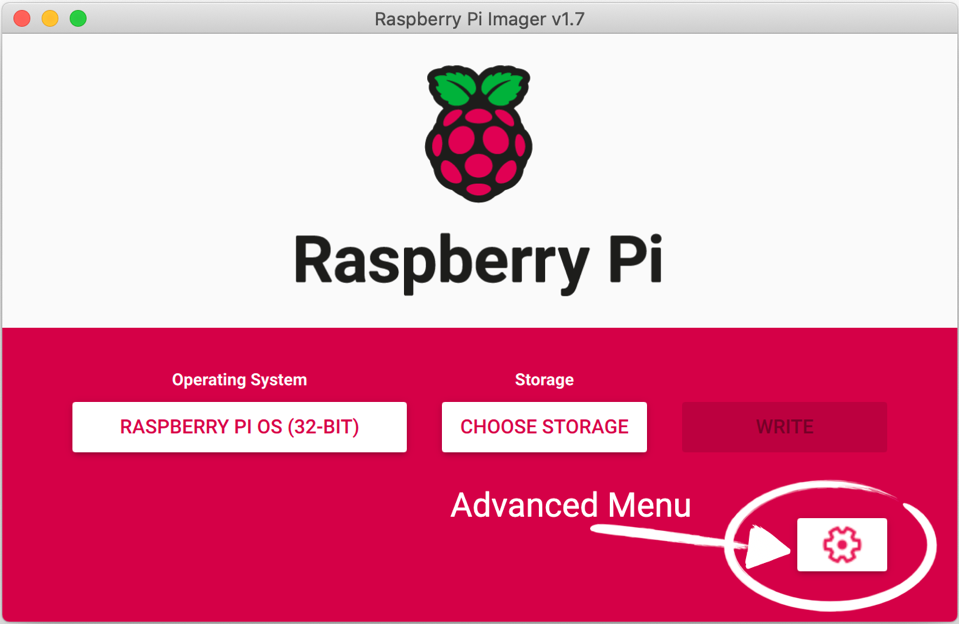 Raspberry Pi Imager v1.7
Raspberry Pi
Operating System
Storage
RASPBERRY PI OS (32-BIT)
CHOOSE STORAGE
WRITE
Advanced Menu